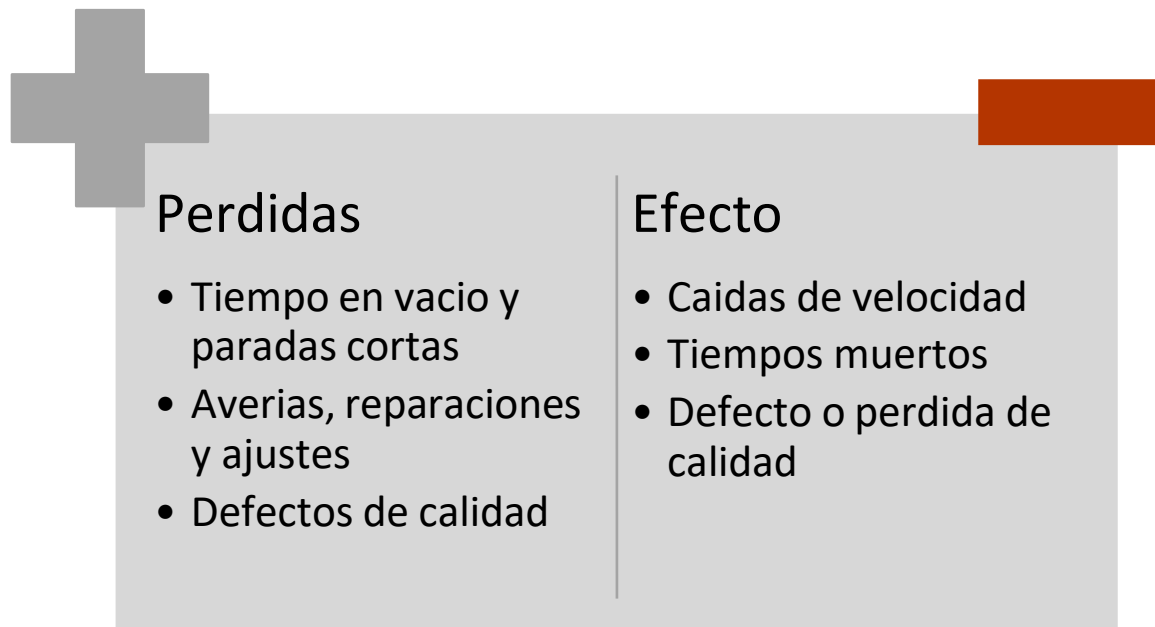 Perdidas
• Tiempo en vacio y
paradas cortas
• Averias, reparaciones
y ajustes
• Defectos de calidad
Efecto
• Caidas de velocidad
• Tiempos muertos
• Defecto o perdida de
calidad